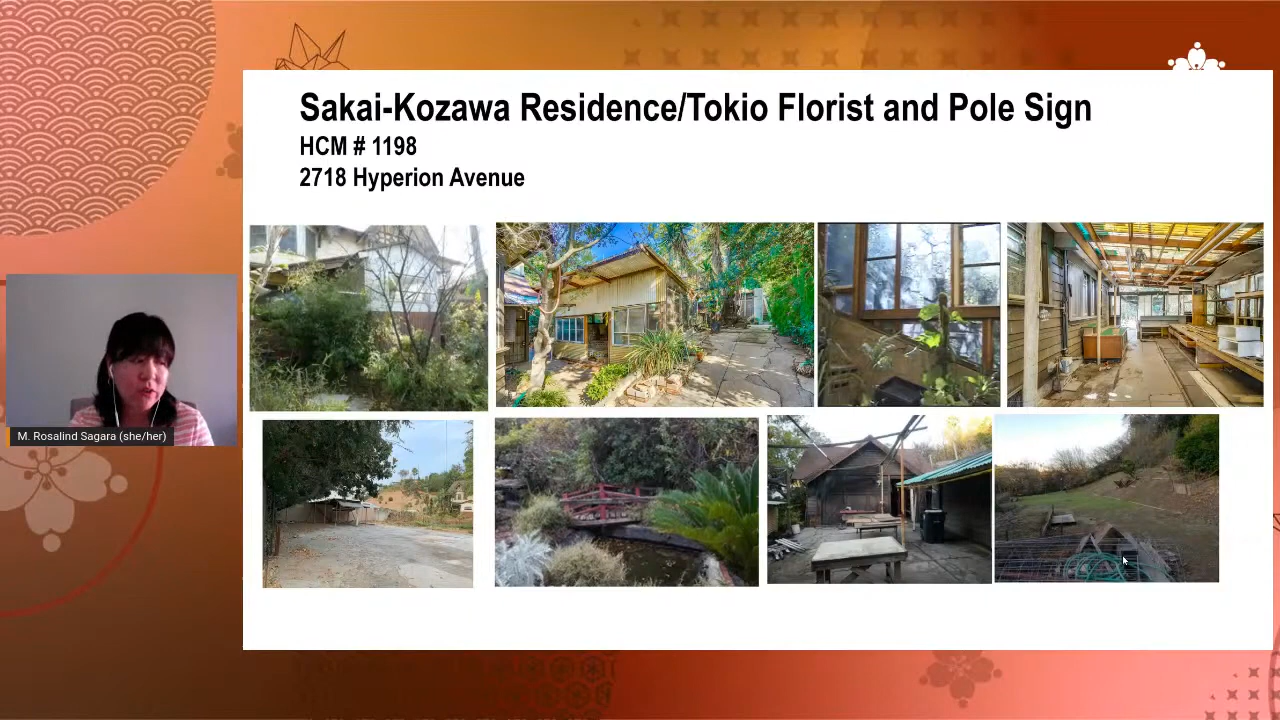 Sakai-Kozawa Residence/Tokio Florist and Pole Sign
HCM # 1198
2718 Hyperion Avenue
M. Rosalind Sagara (she/her)